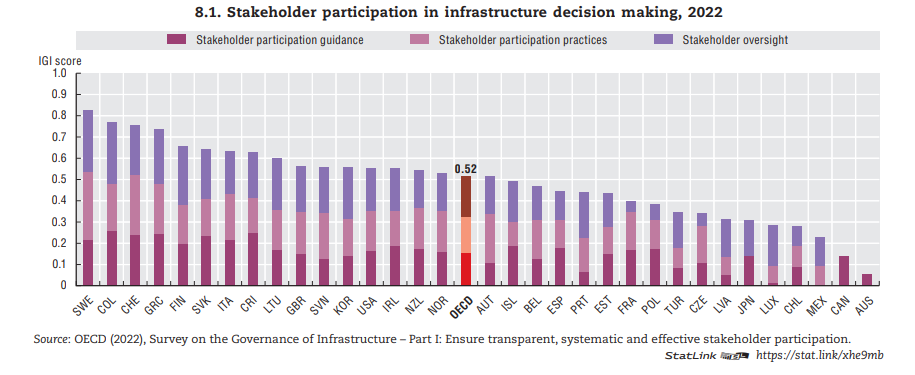 8.1. Stakeholder participation in infrastructure decision making, 2022
Stakeholder participation guidance Stakeholder participation practices Stakeholder oversight
IGI score
1.0
0.9
0.8
0.7
0.6
0.5
0.4
0.3
0.2
0.1
0
0.52
SWE COL CHE GRC FIN SVK ITA CRI LTU GBR SVN KOR USA IRL NZL NOR OECD AUT ISL BEL ESP PRT EST FRA POL TUR CZE LVA JPN LUX CHL MEX CAN AUS
Source: OECD (2022), Survey on the Governance of Infrastructure – Part I: Ensure transparent, systematic and effective stakeholder participation.
StatLink https://stat.link/xhe9mb